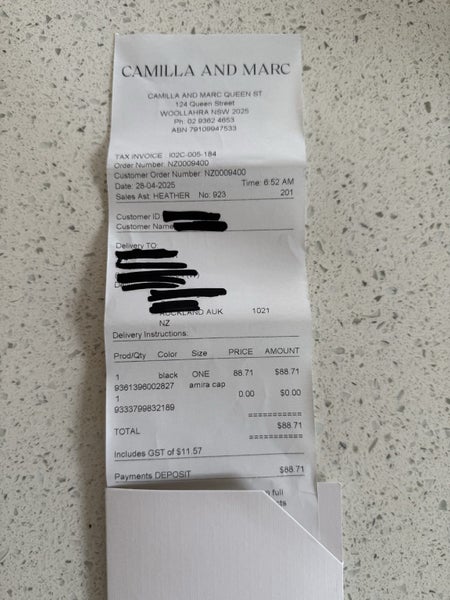 CAMILLA AND MARC
CAMILLA AND MARC QUEEN ST
124 Queen Street
WOOLLAHRA NSW 2025
Ph: 02 9362 4653
ABN 79109947533
TAX INVOICE I02C-005-184
Order Number: NZ0009400
Customer Order Number: NZ0009400
Date: 28-04-2025 Time: 6:52 AM
Sales Ast: HEATHER No: 923 201
Customer ID
Customer Name
Delivery TO
AUCKLAND AUK 1021
NZ
Delivery Instructions:
Prod/Qty Color Size PRICE AMOUNT
1 black ONE 88.71 $88.71
9361396002827 amira cap
1 0.00 $0.00
9333799832189
===========
TOTAL $88.71
===========
Includes GST of $11.57
Payments DEPOSIT $88.71
full